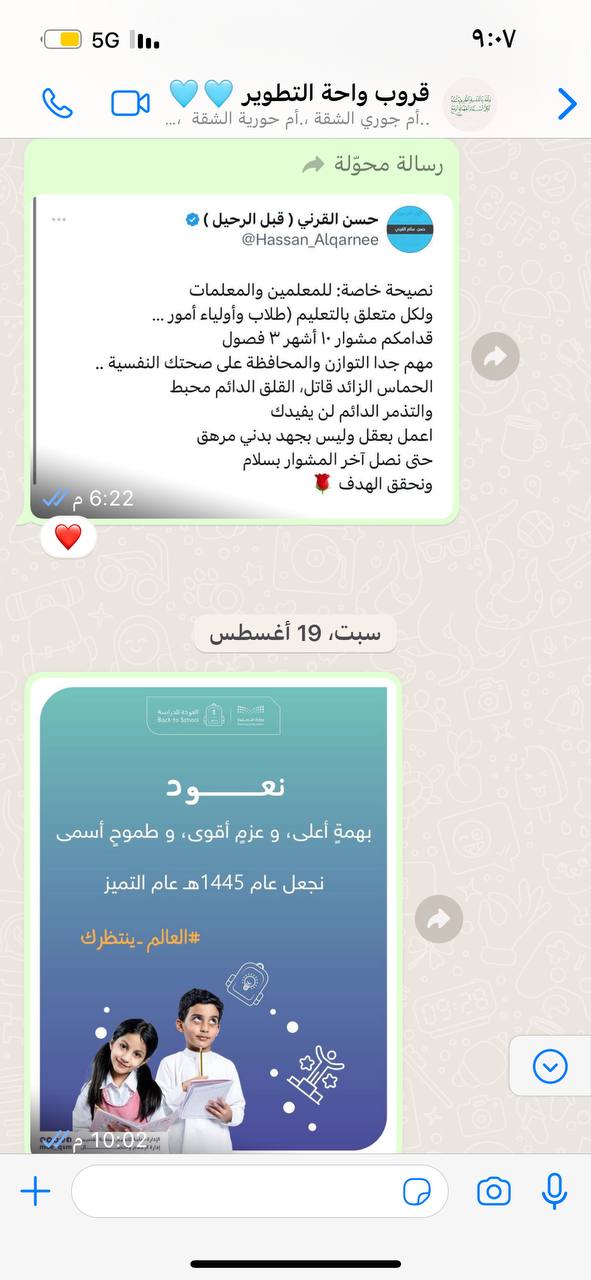 ٩:٠٧
5G
قروب واحة التطوير 🩵🩵
..أم جوري الشقة ،.أم حورية الشقة ،...
رسالة محوّلة
حسن القرني ( قبل الرحيل )
@Hassan_Alqarnee
نصيحة خاصة: للمعلمين والمعلمات
ولكل متعلق بالتعليم (طلاب وأولياء أمور ...
قدامكم مشوار ١٠ أشهر ٣ فصول
مهم جدا التوازن والمحافظة على صحتك النفسية ..
الحماس الزائد قاتل، القلق الدائم محبط
والتذمر الدائم لن يفيدك
اعمل بعقل وليس بجهد بدني مرهق
حتى نصل آخر المشوار بسلام
ونحقق الهدف 🌹
6:22 م
❤️
سبت، 19 أغسطس
العودة للدراسة
Back to School
نعـــــود
بهمةٍ أعلى، و عزمٍ أقوى، و طموحٍ أسمى
نجعل عام 1445هـ عام التميز
#العالم_ينتظرك
10:02 م